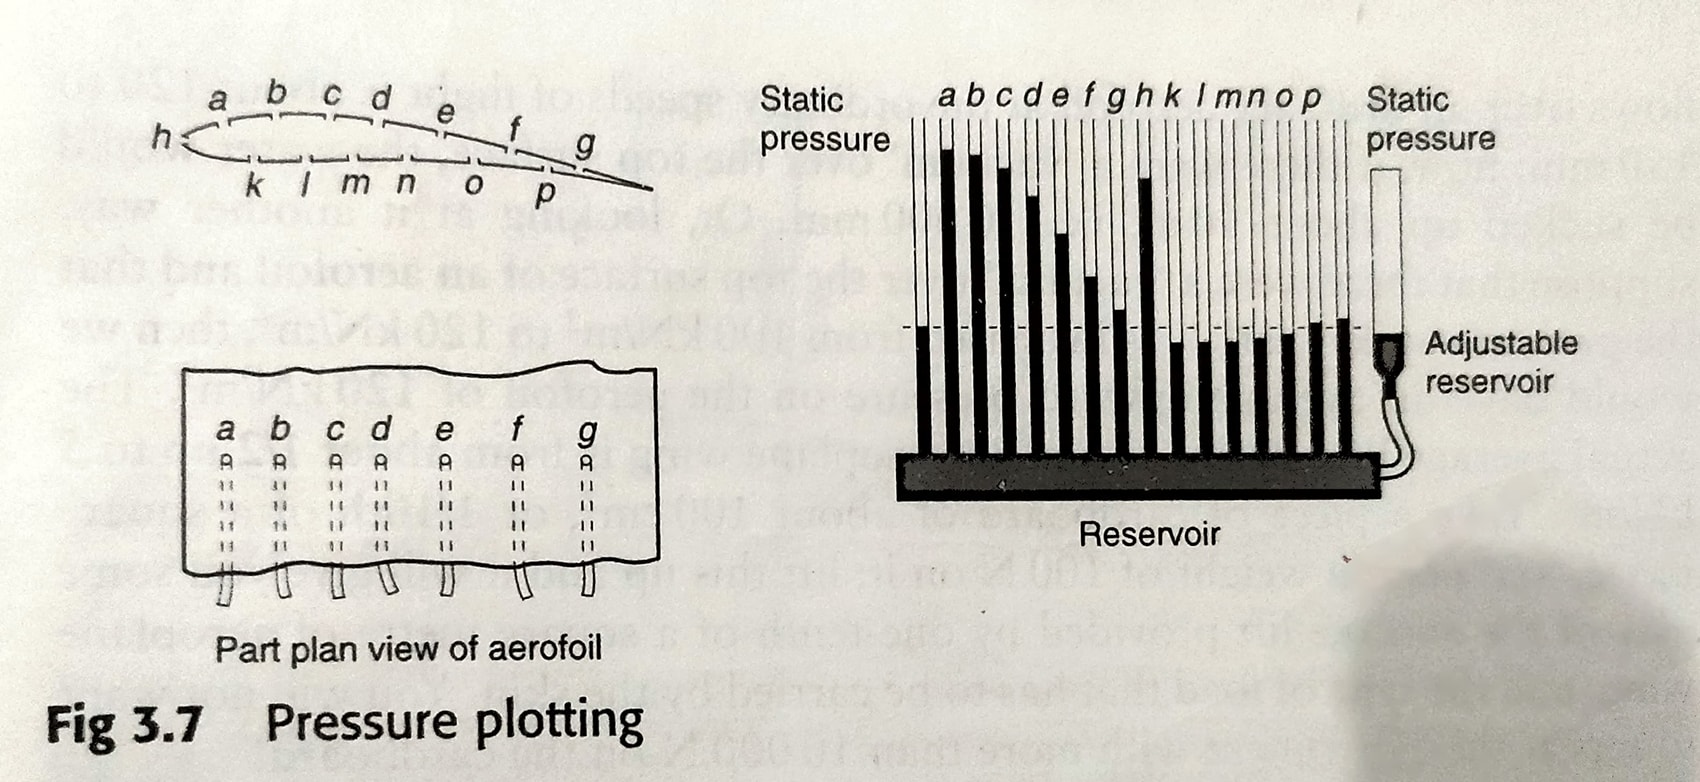 a b c d e f g
h
k l m n o p
a b c d e f g
Part plan view of aerofoil
Static pressure
a b c d e f g h k l m n o p
Static pressure
Adjustable
reservoir
Reservoir
Fig 3.7 Pressure plotting